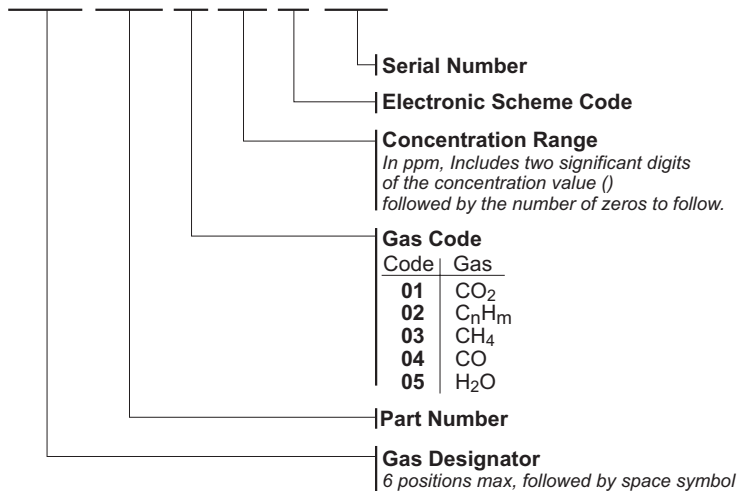 Serial Number
Electronic Scheme Code
Concentration Range
In ppm, Includes two significant digits
of the concentration value ()
followed by the number of zeros to follow.
Gas Code
Code Gas
01 CO₂
02 CₙHₘ
03 CH₄
04 CO
05 H₂O
Part Number
Gas Designator
6 positions max, followed by space symbol